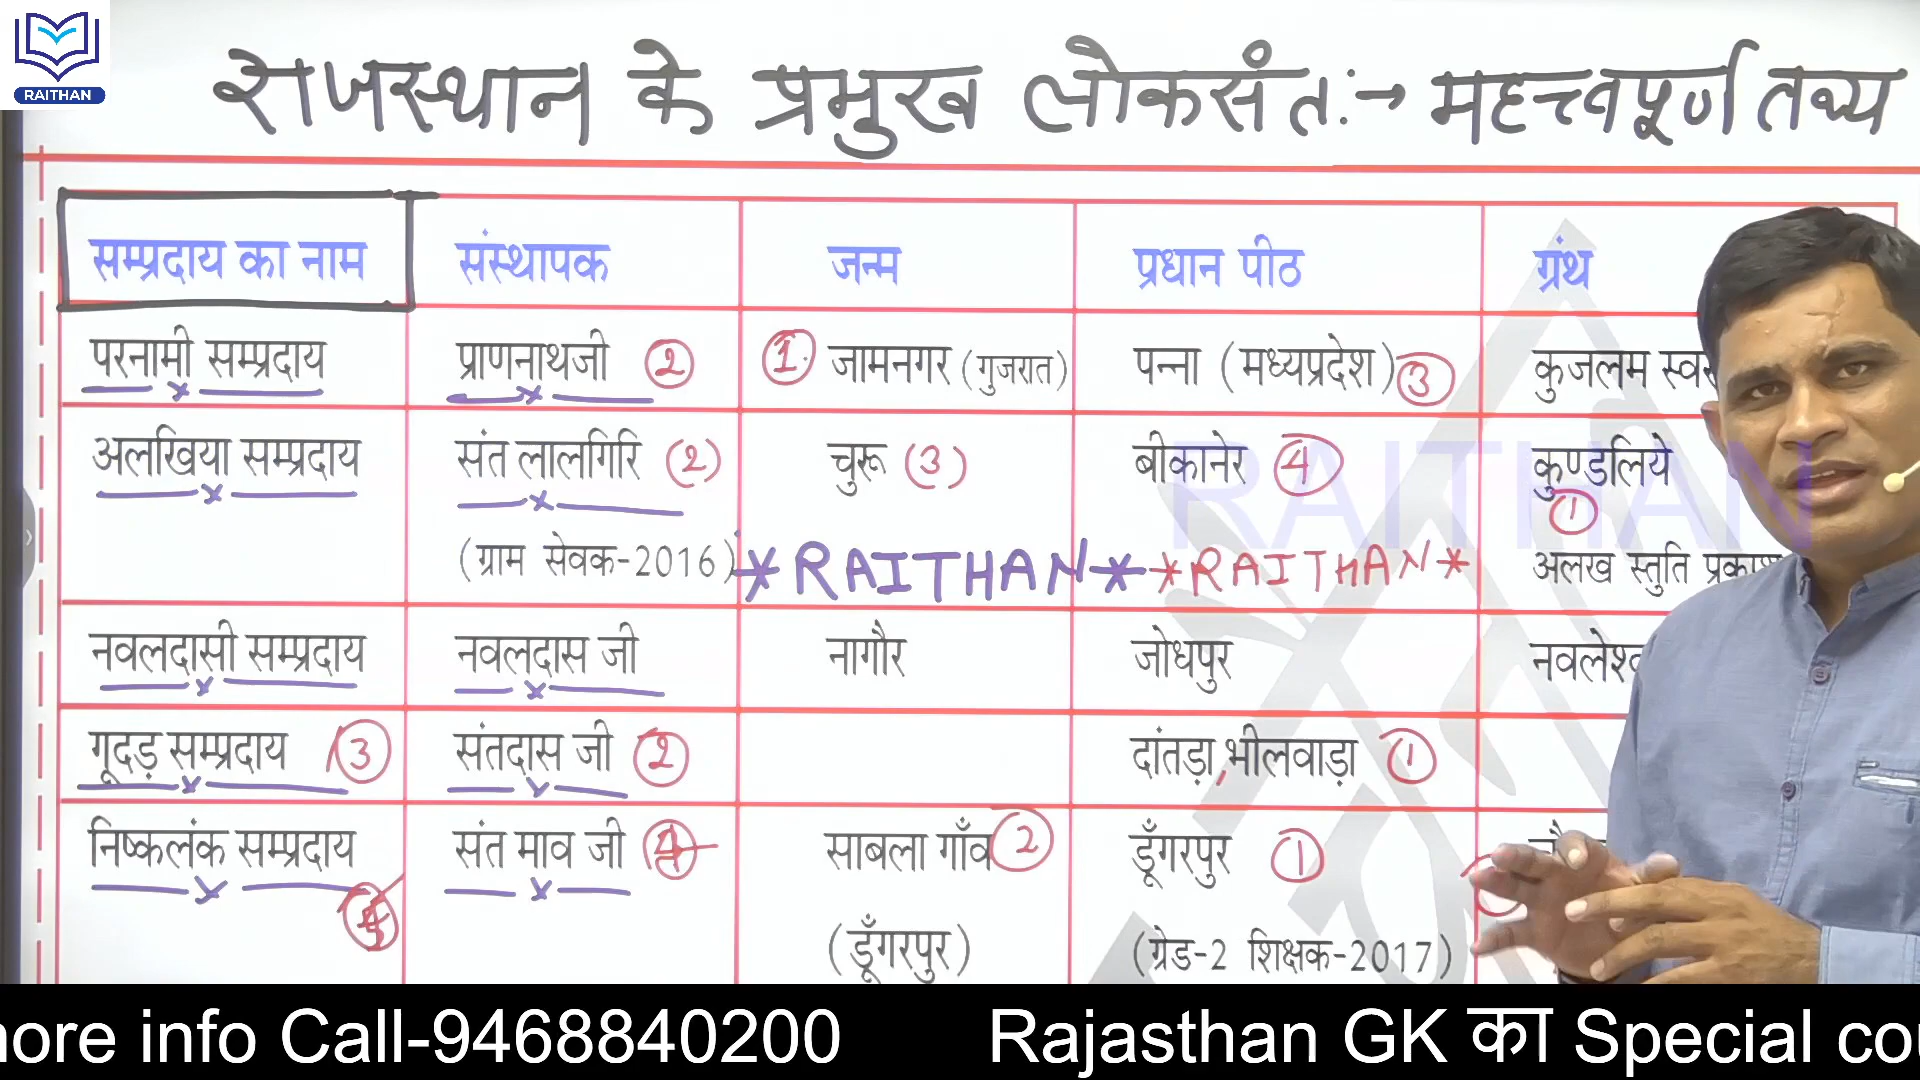 RAITHAN
राजस्थान के प्रमुख लोकसंत:→ महत्त्वपूर्ण तथ्य
सम्प्रदाय का नाम संस्थापक जन्म प्रधान पीठ ग्रंथ
परनामी सम्प्रदाय प्राणनाथजी 2 1 जामनगर (गुजरात) पन्ना (मध्यप्रदेश) 3 कुजलम
अलखिया सम्प्रदाय संत लालगिरि (2) चुरू (3) बीकानेर 4 कुण्डलिये
1
RAITHAN
(ग्राम सेवक-2016) *RAITHAN* *RAITHAN* अलख स्तुति
नवलदासी सम्प्रदाय नवलदास जी नागौर जोधपुर
गूदड़ सम्प्रदाय 3 संतदास जी 2 दांतड़ा,भीलवाड़ा 1
निष्कलंक सम्प्रदाय संत माव जी 4 साबला गाँव 2 डूँगरपुर 1
(डूँगरपुर) (ग्रेड-2 शिक्षक-2017)
more info Call-9468840200 Rajasthan GK का Special